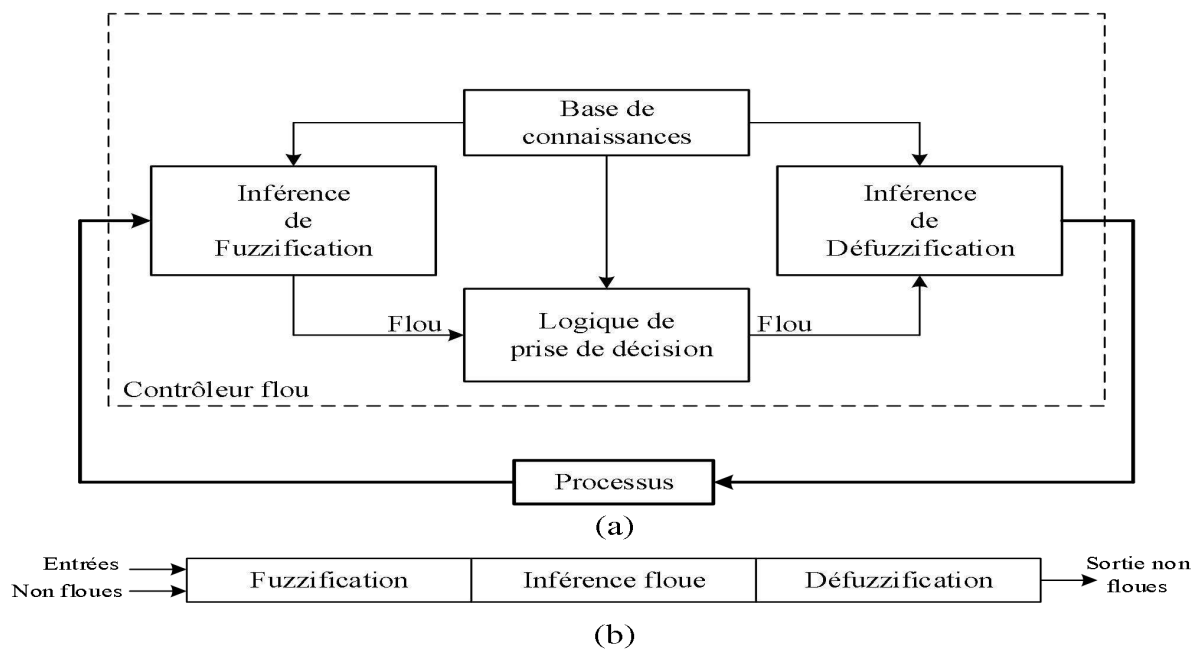 Base de
connaissances
Inférence
de
Fuzzification
Inférence
de
Défuzzification
Flou
Logique de
prise de décision
Flou
Contrôleur flou
Processus
(a)
Entrées
Non floues
Fuzzification
Inférence floue
Défuzzification
Sortie non
floues
(b)